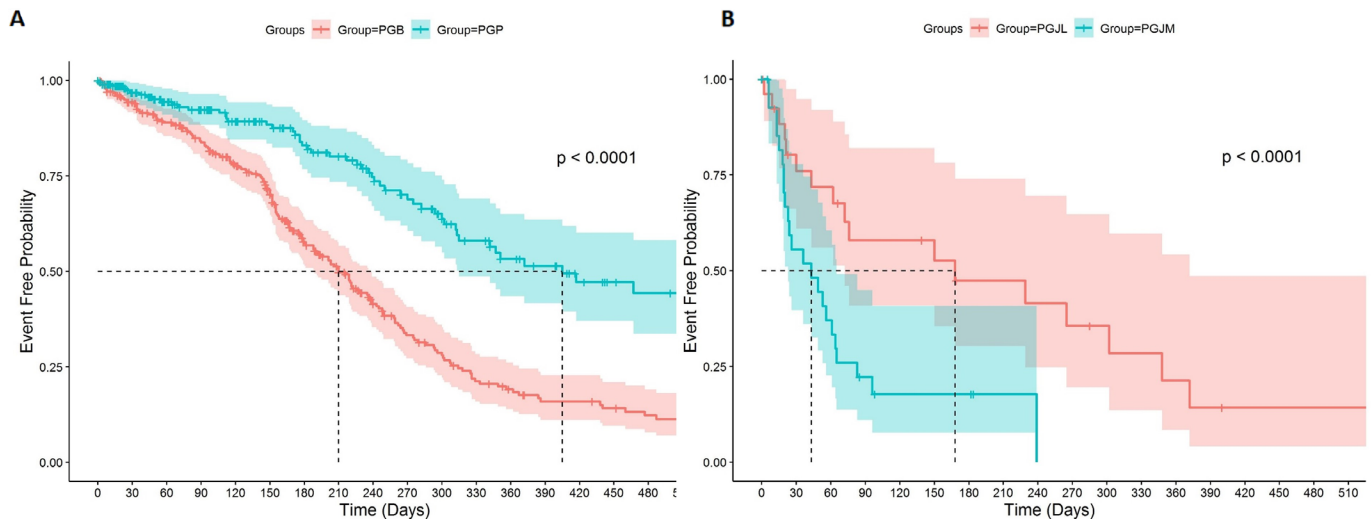 A
Groups Group=PGB Group=PGP
1.00
0.75
0.50
0.25
0.00
Event Free Probability
p < 0.0001
0 30 60 90 120 150 180 210 240 270 300 330 360 390 420 450 480 5
Time (Days)
B
Groups Group=PGJL Group=PGJM
1.00
0.75
0.50
0.25
0.00
Event Free Probability
p < 0.0001
0 30 60 90 120 150 180 210 240 270 300 330 360 390 420 450 480 510
Time (Days)